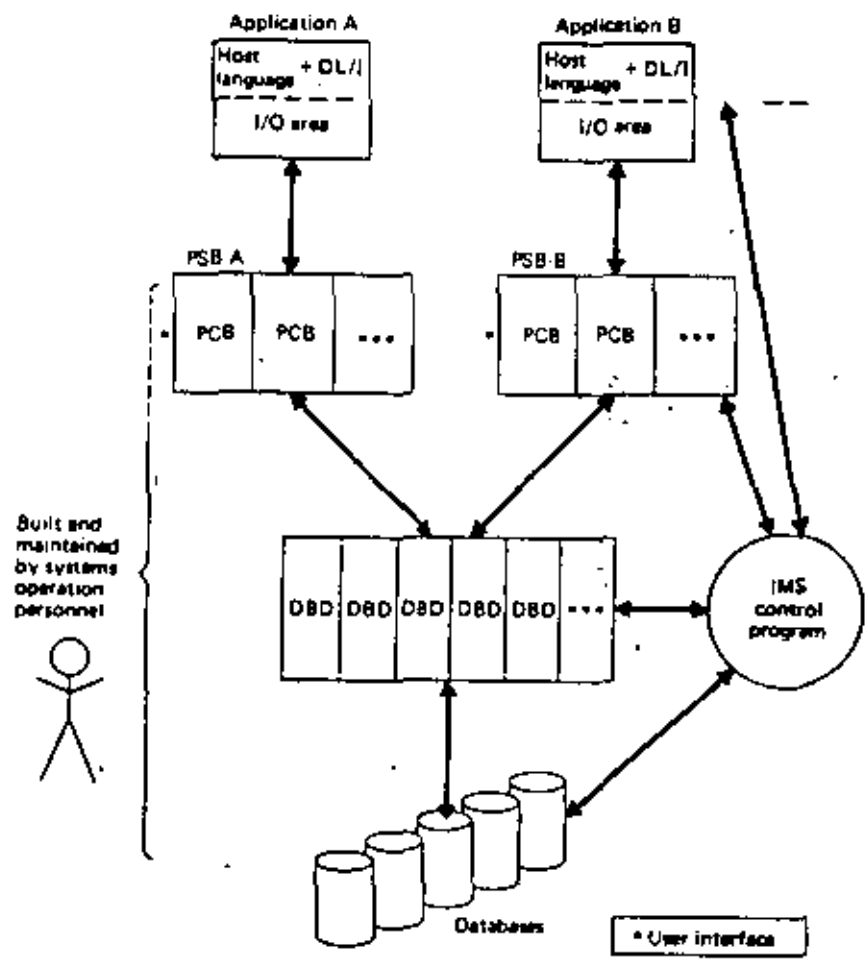 Application A
Application B
Host
language + DL/I
I/O area
Host
language + DL/I
I/O area
PSB-A
PSB-B
* PCB PCB •••
* PCB PCB •••
Built and
maintained
by systems
operation
personnel
DBD DBD DBD DBD DBD •••
IMS
control
program
Databases
* User interface